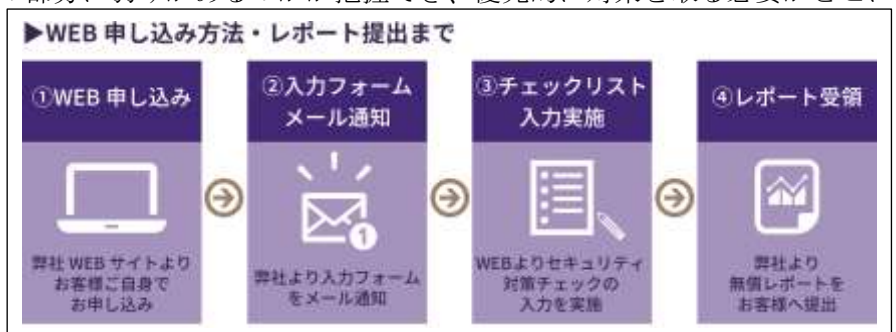 ▶WEB 申し込み方法・レポート提出まで
①WEB 申し込み
②入力フォーム
メール通知
③チェックリスト
入力実施
④レポート受領
1
弊社 WEB サイトより
お客様ご自身で
お申し込み
弊社より入力フォーム
をメール通知
WEBよりセキュリティ
対策チェックの
入力を実施
弊社より
無償レポートを
お客様へ提出